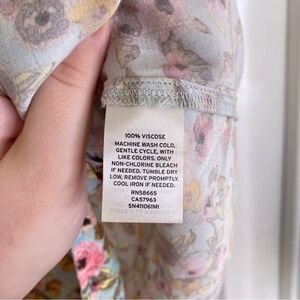 100% VISCOSE
MACHINE WASH COLD,
GENTLE CYCLE, WITH
LIKE COLORS, ONLY
NON-CHLORINE BLEACH
IF NEEDED. TUMBLE DRY
LOW, REMOVE PROMPTLY.
COOL IRON IF NEEDED.
RN58665
CA57963
SN411061MI